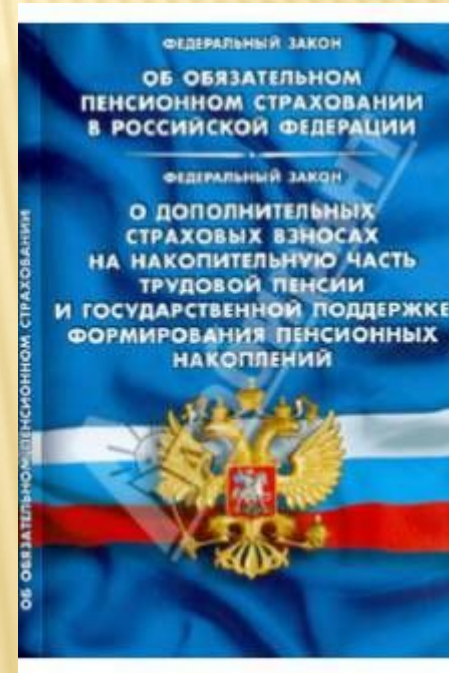 ФЕДЕРАЛЬНЫЙ ЗАКОН
ОБ ОБЯЗАТЕЛЬНОМ
ПЕНСИОННОМ СТРАХОВАНИИ
В РОССИЙСКОЙ ФЕДЕРАЦИИ
ФЕДЕРАЛЬНЫЙ ЗАКОН
О ДОПОЛНИТЕЛЬНЫХ
СТРАХОВЫХ ВЗНОСАХ
НА НАКОПИТЕЛЬНУЮ ЧАСТЬ
ТРУДОВОЙ ПЕНСИИ
И ГОСУДАРСТВЕННОЙ ПОДДЕРЖКЕ
ФОРМИРОВАНИЯ ПЕНСИОННЫХ
НАКОПЛЕНИЙ
ОБ ОБЯЗАТЕЛЬНОМ ПЕНСИОННОМ СТРАХОВАНИИ